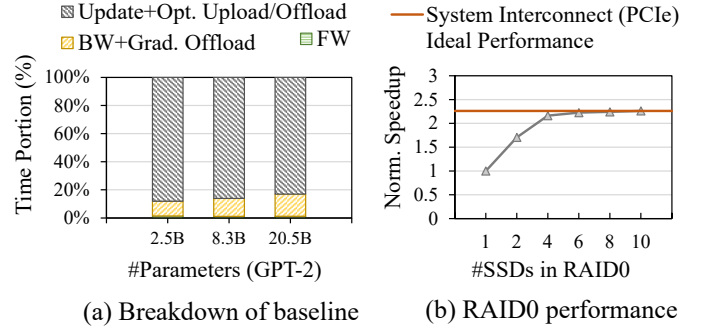 Update+Opt. Upload/Offload
BW+Grad. Offload
FW
Time Portion (%)
100%
80%
60%
40%
20%
0%
2.5B
8.3B
20.5B
#Parameters (GPT-2)
(a) Breakdown of baseline
System Interconnect (PCIe)
Ideal Performance
Norm. Speedup
3
2.5
2
1.5
1
0.5
0
1
2
4
6
8
10
#SSDs in RAID0
(b) RAID0 performance